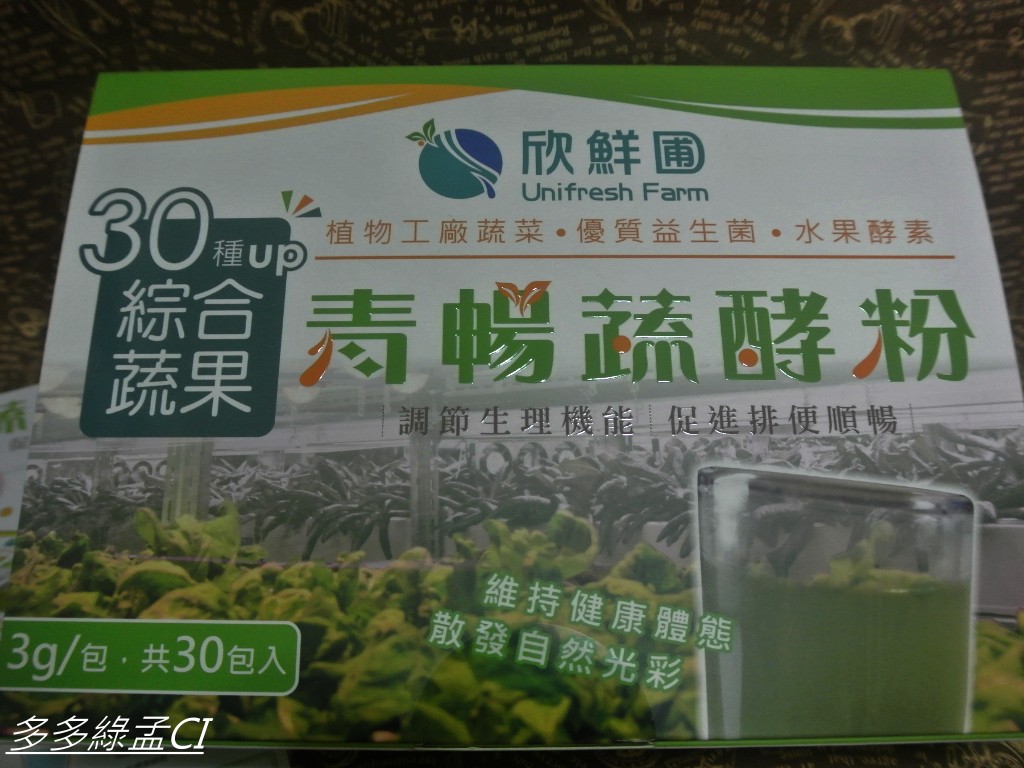 欣鮮圃
Unifresh Farm
植物工廠蔬菜•優質益生菌•水果酵素
30種up
綜合
蔬果
青暢蔬酵粉
調節生理機能 促進排便順暢
維持健康體態
散發自然光彩
3g/包，共30包入
多多綠孟CI